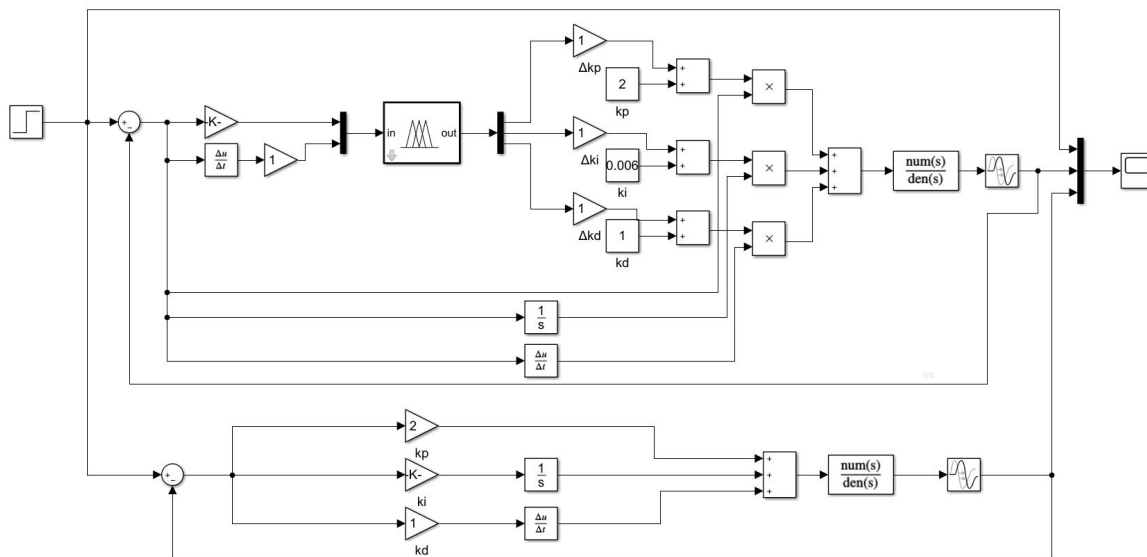 1
Δkp
2
kp
+
+
×
+
−
-K-
in
out
Δu
Δt
1
1
Δki
0.006
ki
+
+
×
+
+
+
num(s)
den(s)
1
Δkd
1
kd
+
+
×
1
s
Δu
Δt
2
kp
+
−
-K-
ki
1
s
+
+
+
num(s)
den(s)
1
kd
Δu
Δt